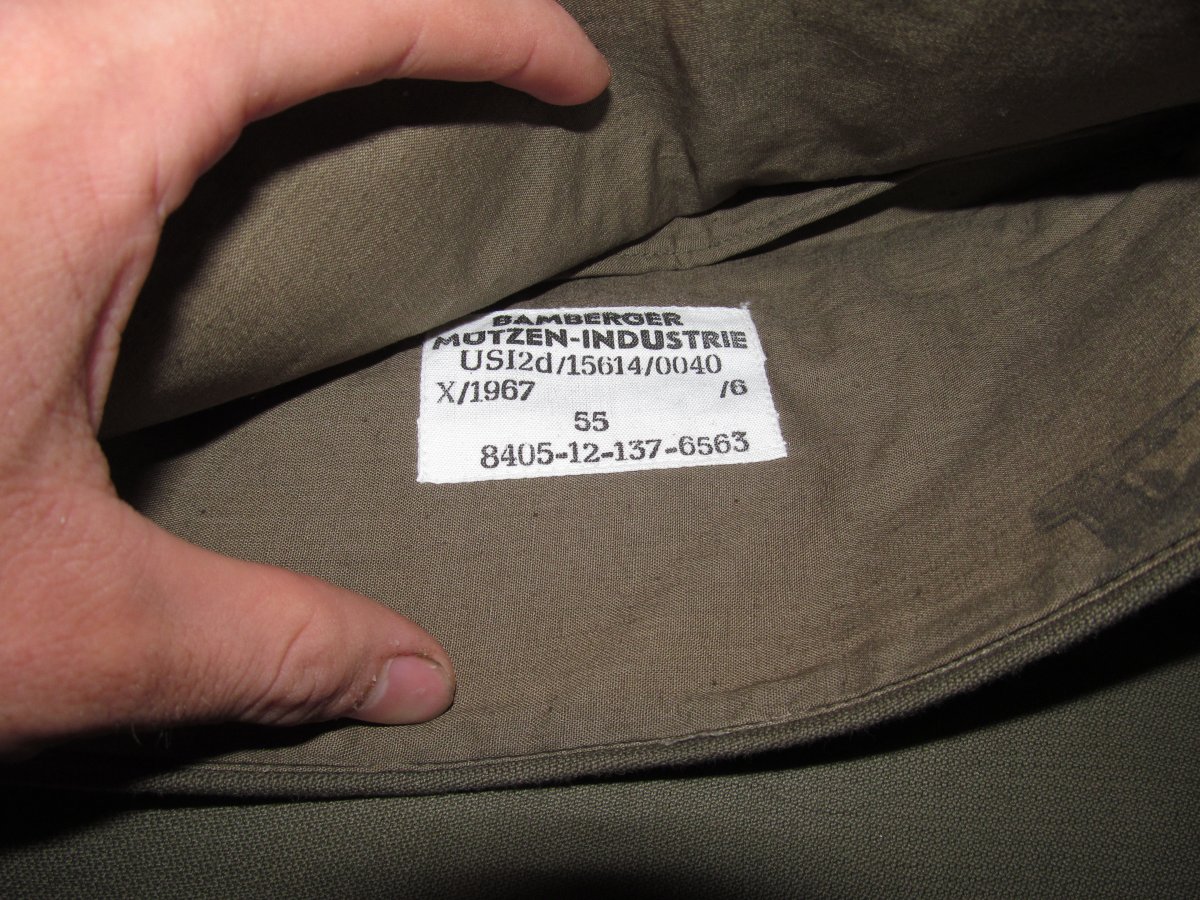 BAMBERGER
MÜTZEN-INDUSTRIE
USI2d/15614/0040
X/1967 /6
55
8405-12-137-6563